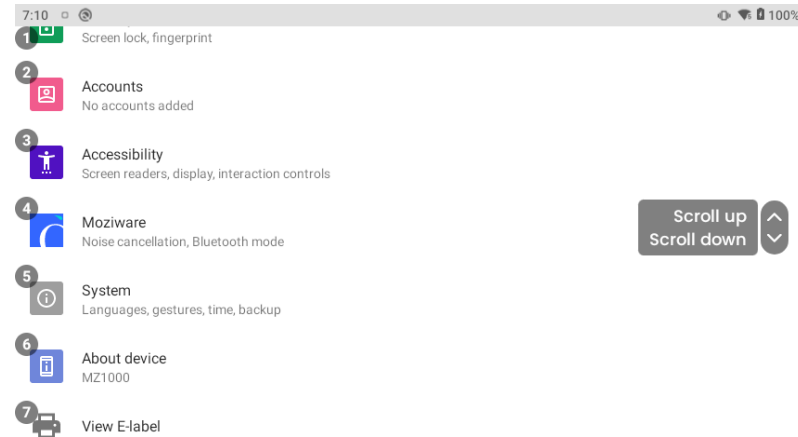 7:10
100%
1
Screen lock, fingerprint
2
Accounts
No accounts added
3
Accessibility
Screen readers, display, interaction controls
4
Moziware
Noise cancellation, Bluetooth mode
Scroll up
Scroll down
5
System
Languages, gestures, time, backup
6
About device
MZ1000
7
View E-label